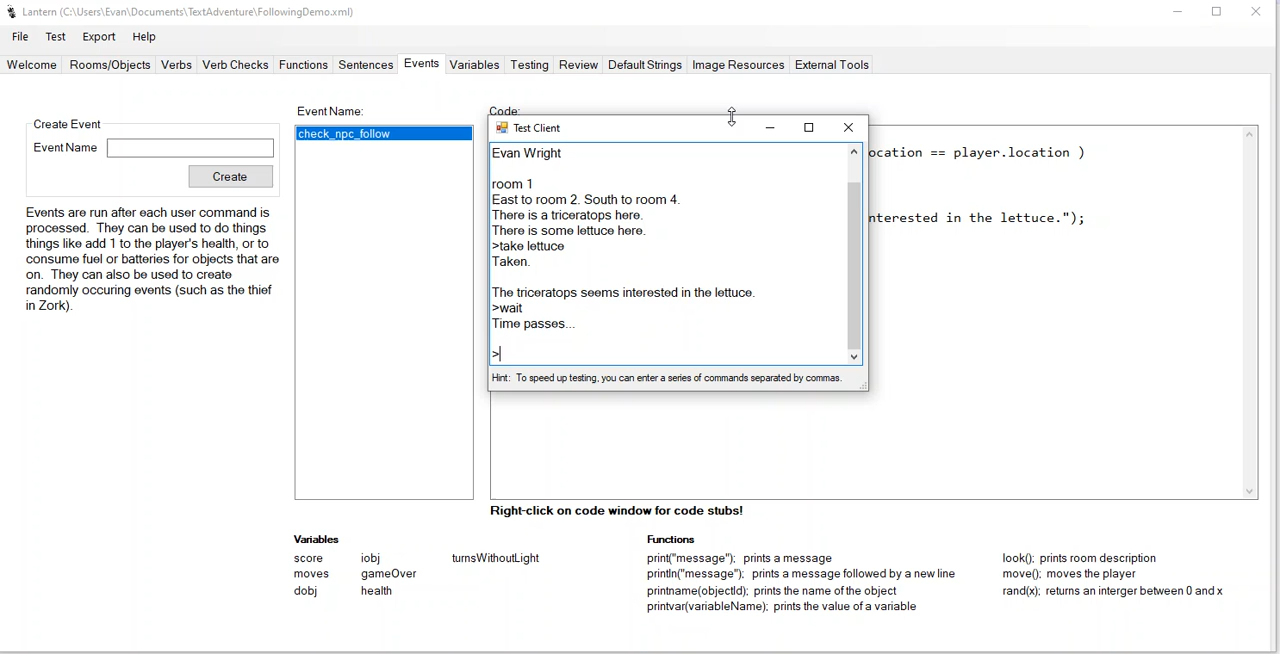 Lantern (C:\Users\Evan\Documents\TextAdventure\FollowingDemo.xml)
File Test Export Help
Welcome Rooms/Objects Verbs Verb Checks Functions Sentences Events Variables Testing Review Default Strings Image Resources External Tools
Create Event
Event Name
Create
Events are run after each user command is
processed. They can be used to do things
things like add 1 to the player's health, or to
consume fuel or batteries for objects that are
on. They can also be used to create
randomly occuring events (such as the thief
in Zork).
Event Name:
check_npc_follow
Code:
ocation == player.location )
nterested in the lettuce.");
Test Client
Evan Wright
room 1
East to room 2. South to room 4.
There is a triceratops here.
There is some lettuce here.
>take lettuce
Taken.
The triceratops seems interested in the lettuce.
>wait
Time passes...
>
Hint: To speed up testing, you can enter a series of commands separated by commas.
Right-click on code window for code stubs!
Variables
score iobj turnsWithoutLight
moves gameOver
dobj health
Functions
print("message"); prints a message
println("message"); prints a message followed by a new line
printname(objectId); prints the name of the object
printvar(variableName); prints the value of a variable
look(); prints room description
move(); moves the player
rand(x); returns an interger between 0 and x